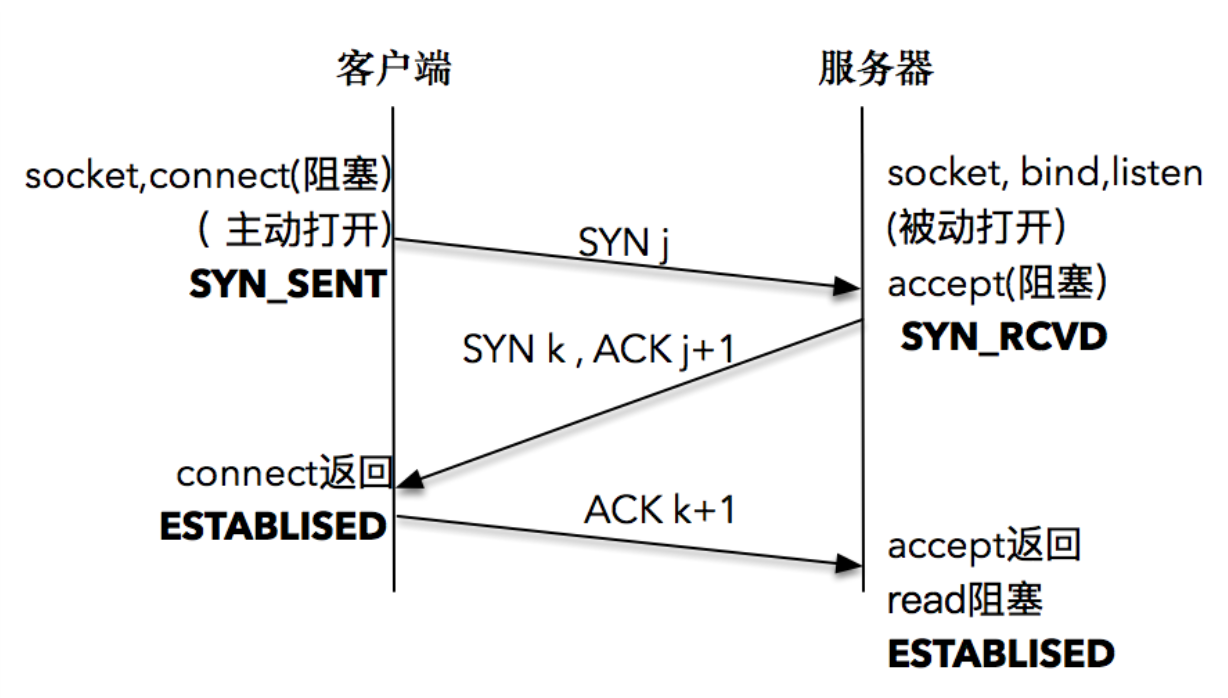 客户端
服务器
socket,connect(阻塞)
( 主动打开)
SYN_SENT
socket, bind,listen
(被动打开)
accept(阻塞)
SYN_RCVD
SYN j
SYN k , ACK j+1
connect返回
ESTABLISED
ACK k+1
accept返回
read阻塞
ESTABLISED